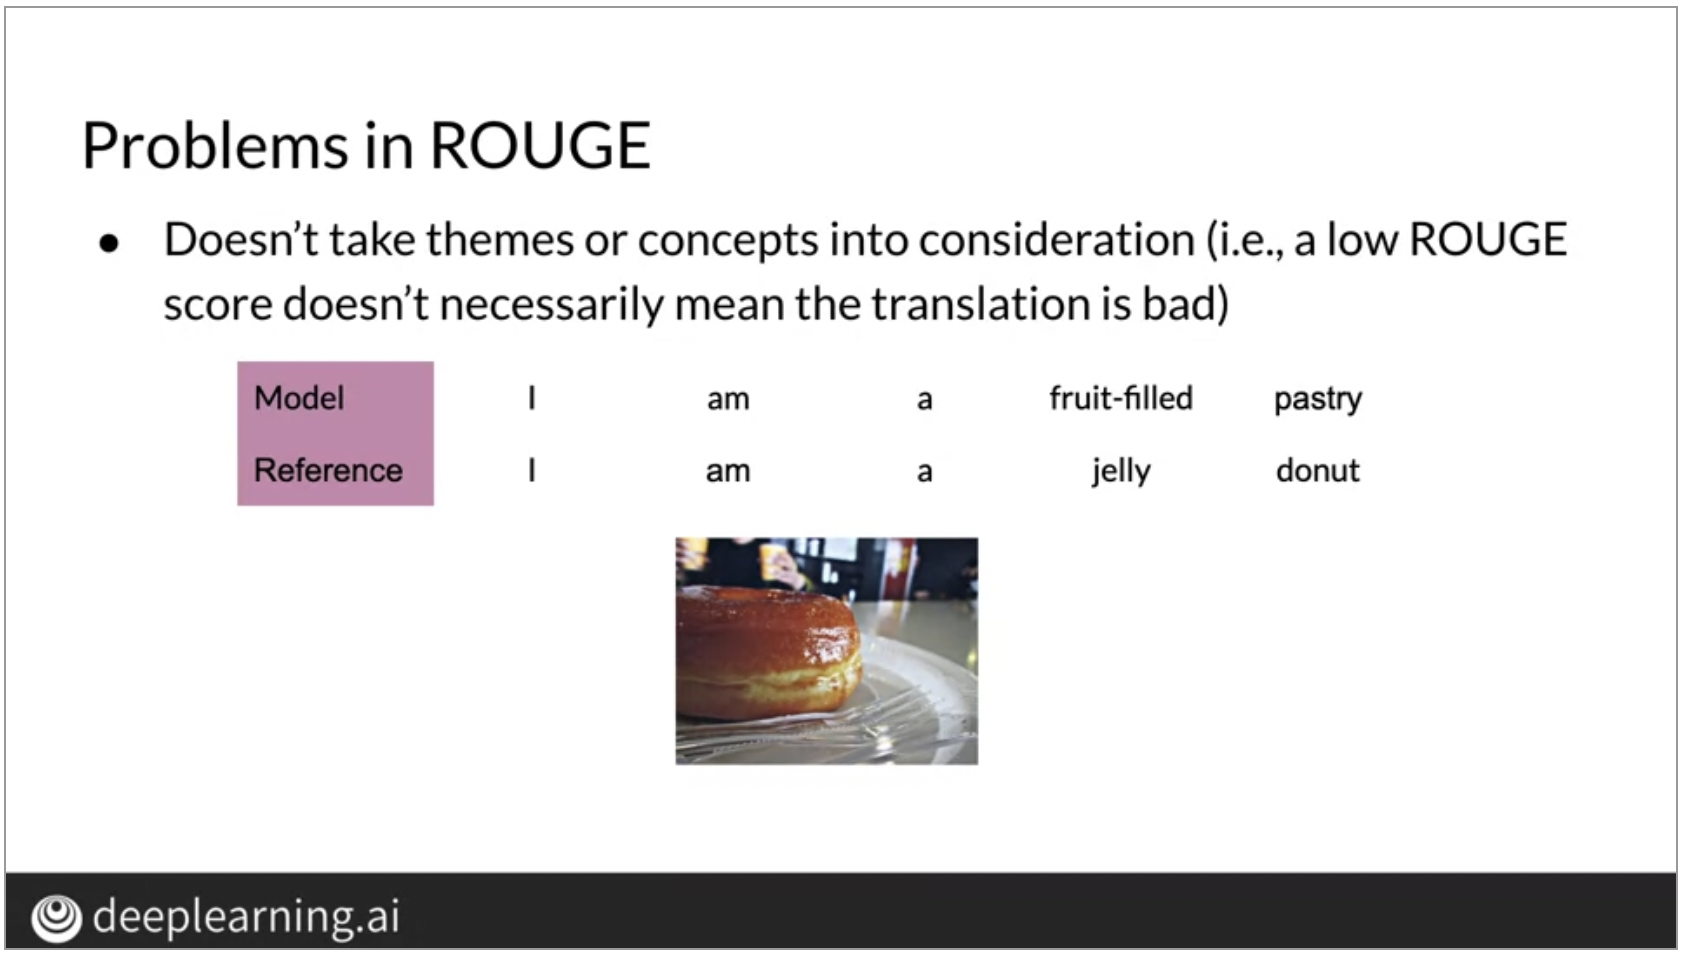 Problems in ROUGE
● Doesn’t take themes or concepts into consideration (i.e., a low ROUGE
score doesn’t necessarily mean the translation is bad)
Model I am a fruit-filled pastry
Reference I am a jelly donut
deeplearning.ai